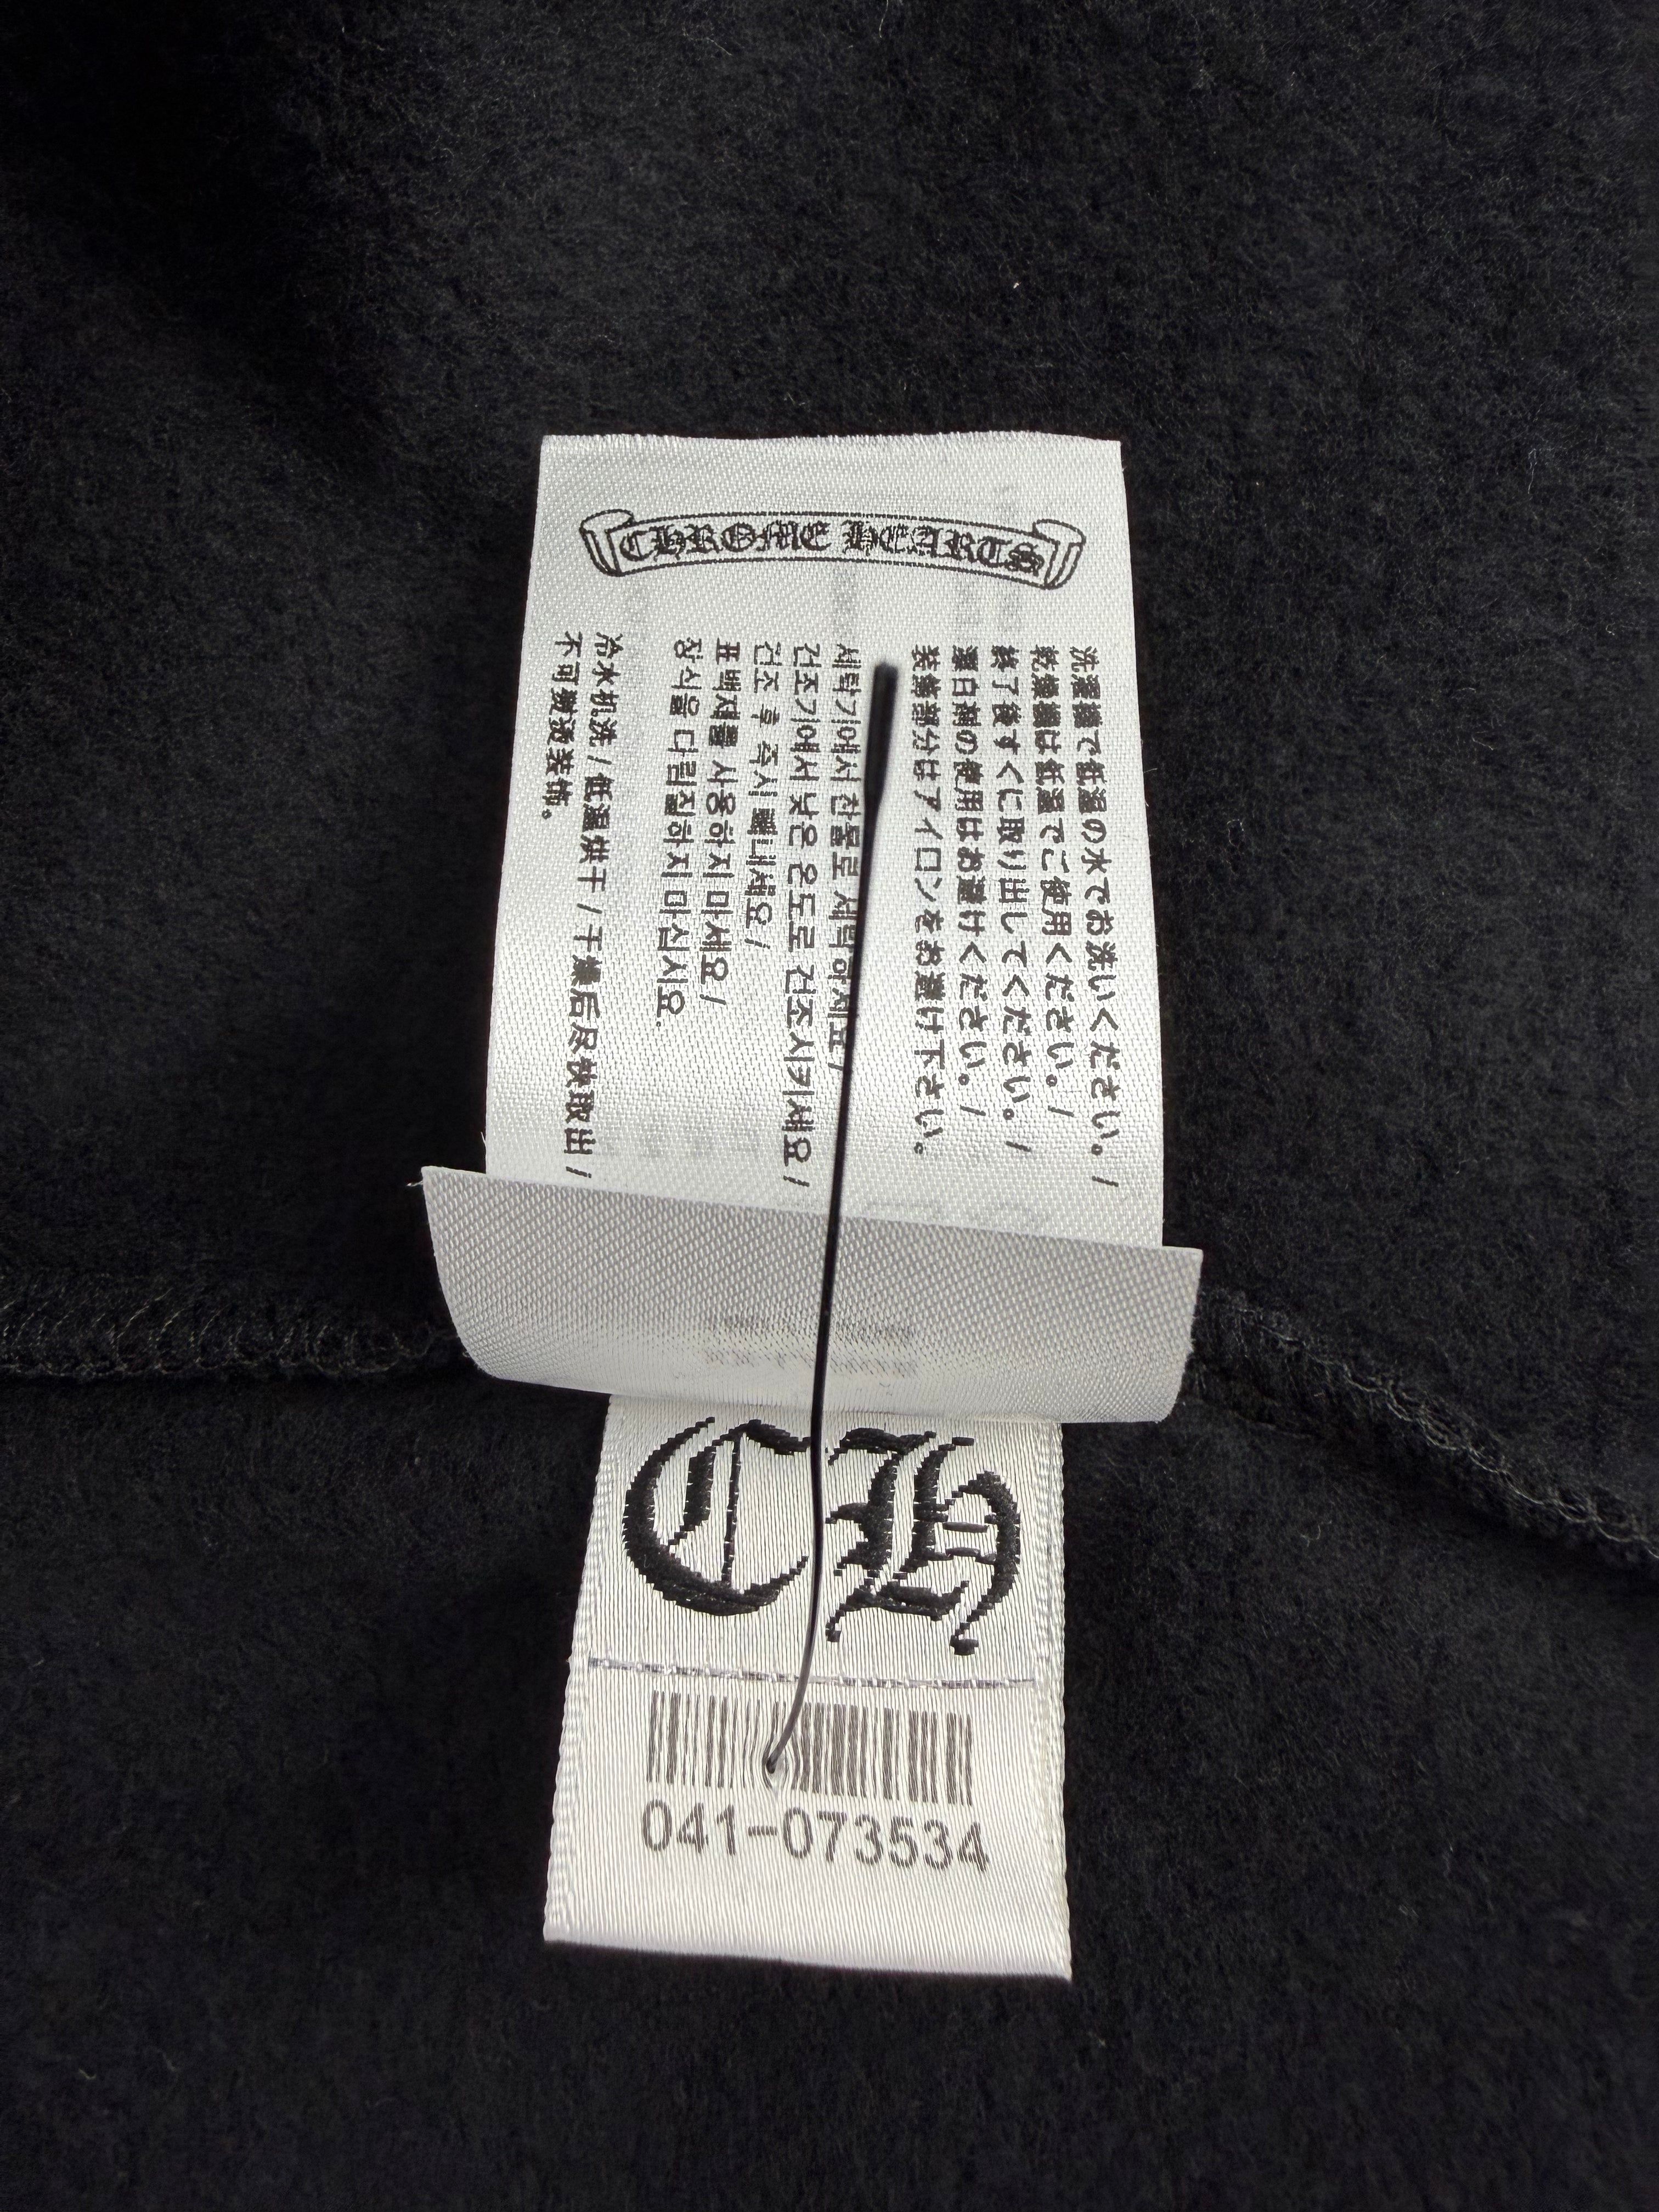 CHROME HEARTS
洗濯機で低温の水でお洗いください。 /
乾燥機は低温でご使用ください。 /
終了後すぐに取り出してください。 /
漂白剤の使用はお避けください。 /
装飾部分はアイロンをお避け下さい。
세탁기에서 찬물로 /
건조기에서 낮은 온도로 건조시키세요 /
건조 후 즉시 세요 /
표백제를 사용하지 마세요 /
장식을 다림질하지 마십시요.
冷水机洗 / 低温烘干 / 干燥后尽快取出 /
不可熨烫装饰。
CH
041-073534